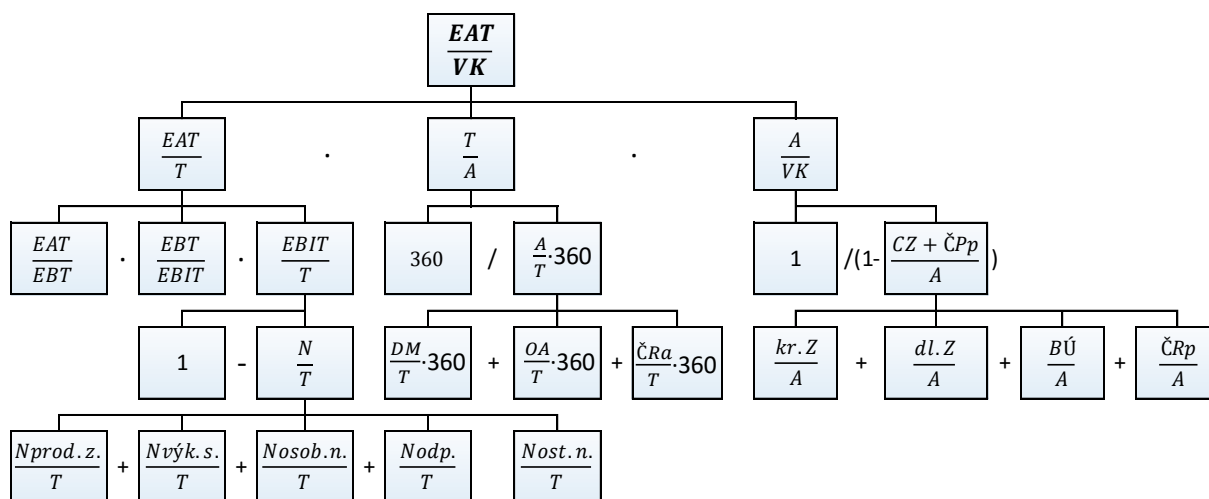 EAT
VK
EAT
T
·
T
A
·
A
VK
EAT
EBT
·
EBT
EBIT
·
EBIT
T
360
/
A
T
·360
1
/(1-
CZ + ČPp
A
)
1
-
N
T
DM
T
·360
+
OA
T
·360
+
ČRa
T
·360
kr. Z
A
+
dl. Z
A
+
BÚ
A
+
ČRp
A
Nprod. z.
T
+
Nvýk. s.
T
+
Nosob. n.
T
+
Nodp.
T
Nost. n.
T